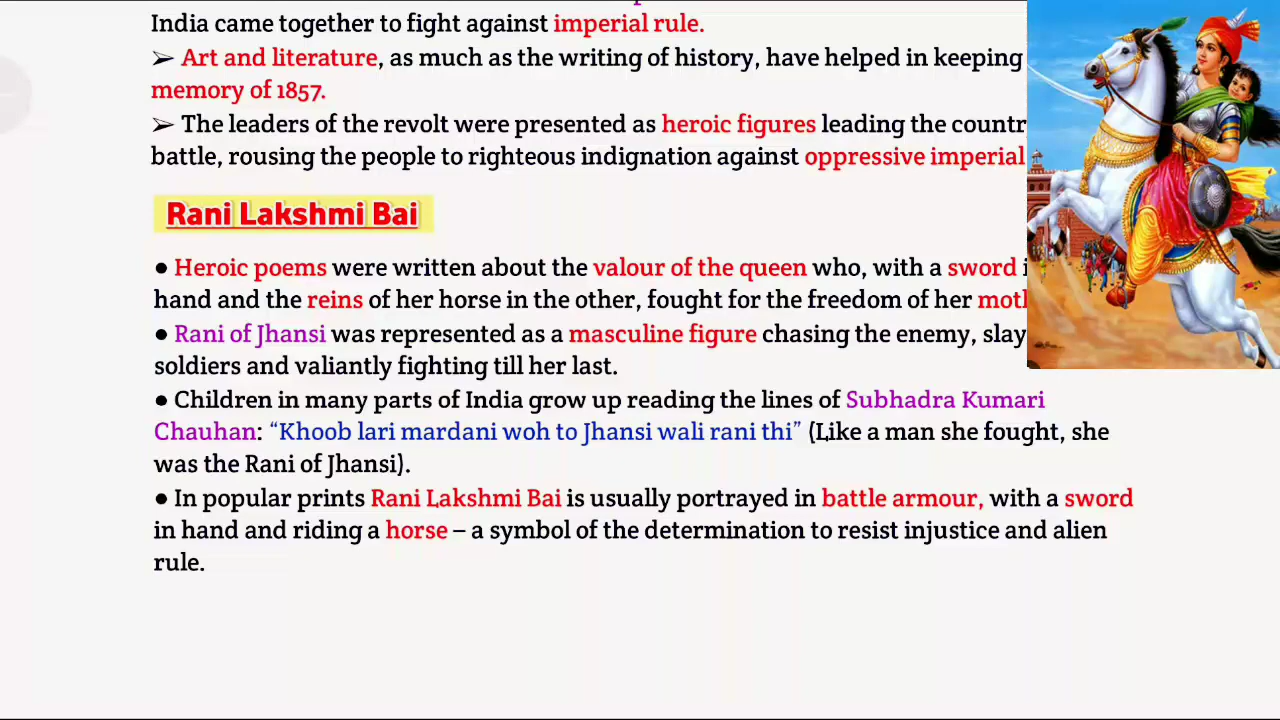 India came together to fight against imperial rule.
➢ Art and literature, as much as the writing of history, have helped in keeping
memory of 1857.
➢ The leaders of the revolt were presented as heroic figures leading the countr
battle, rousing the people to righteous indignation against oppressive imperial
Rani Lakshmi Bai
● Heroic poems were written about the valour of the queen who, with a sword
hand and the reins of her horse in the other, fought for the freedom of her
● Rani of Jhansi was represented as a masculine figure chasing the enemy, slay
soldiers and valiantly fighting till her last.
● Children in many parts of India grow up reading the lines of Subhadra Kumari
Chauhan: “Khoob lari mardani woh to Jhansi wali rani thi” (Like a man she fought, she
was the Rani of Jhansi).
● In popular prints Rani Lakshmi Bai is usually portrayed in battle armour, with a sword
in hand and riding a horse – a symbol of the determination to resist injustice and alien
rule.